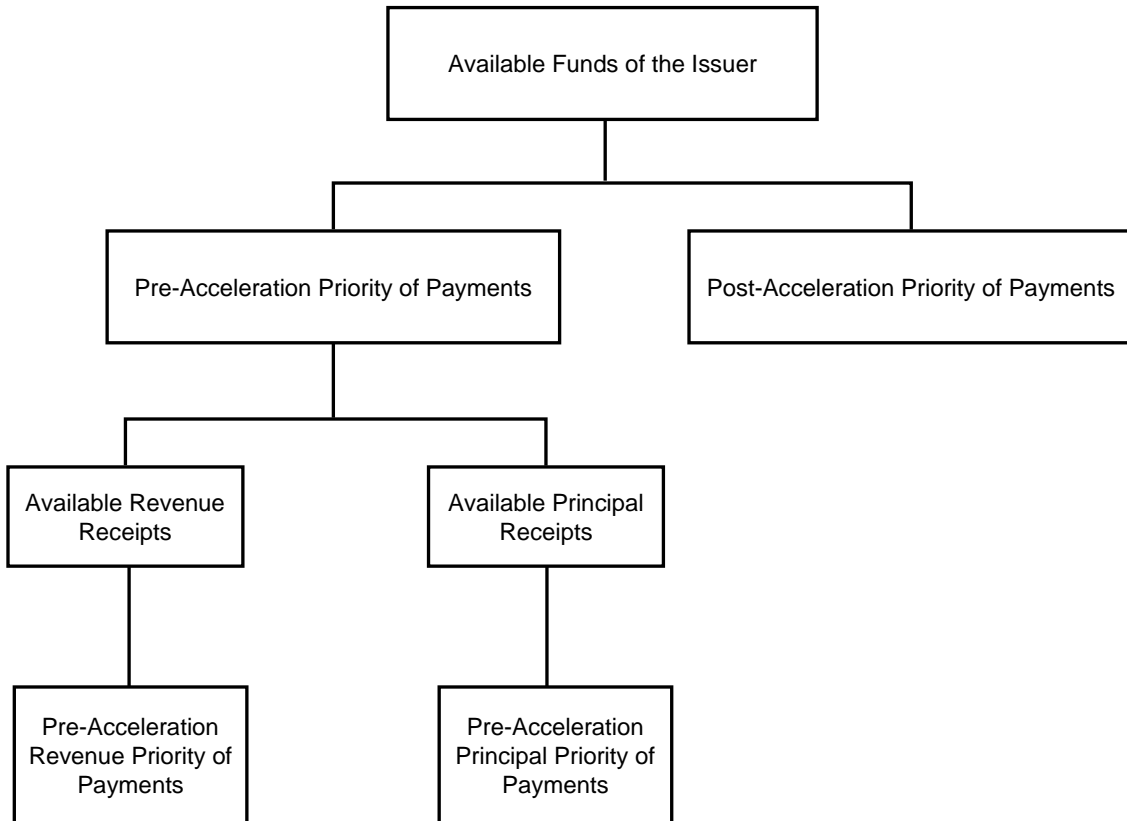 Available Funds of the Issuer
Pre-Acceleration Priority of Payments
Post-Acceleration Priority of Payments
Available Revenue
Receipts
Available Principal
Receipts
Pre-Acceleration
Revenue Priority of
Payments
Pre-Acceleration
Principal Priority of
Payments